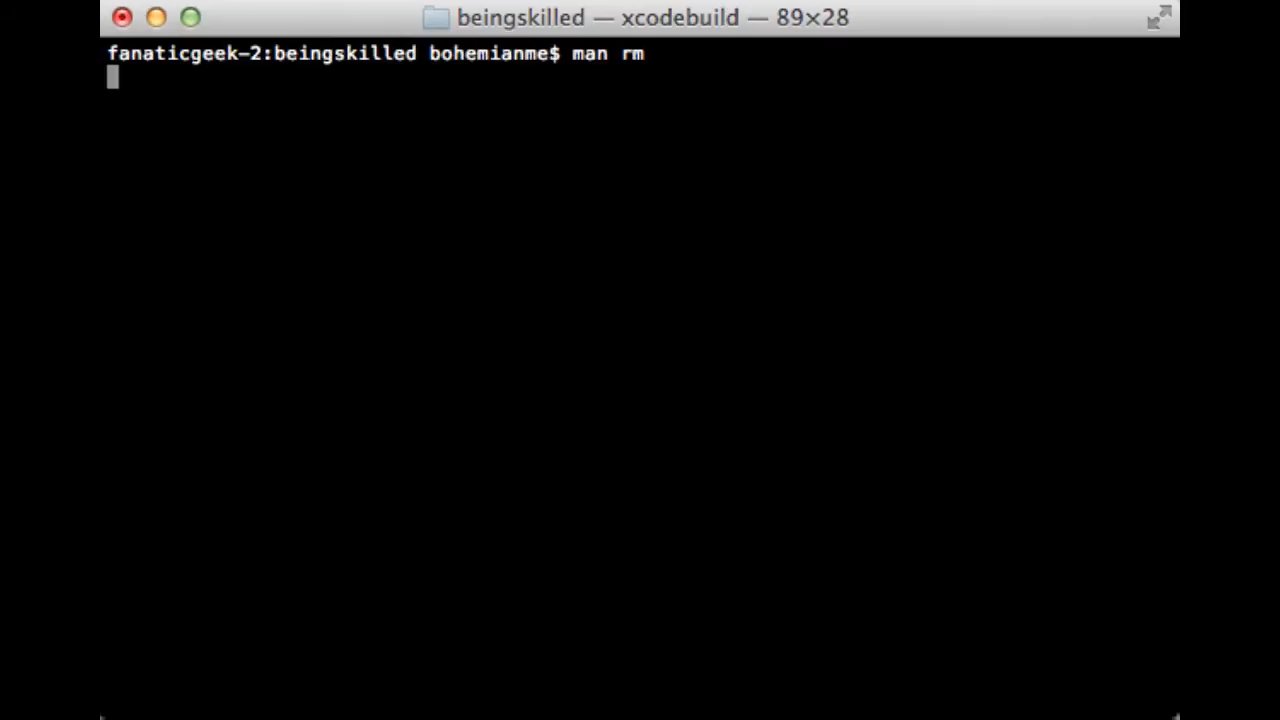 beingskilled — xcodebuild — 89×28
fanaticgeek-2:beingskilled bohemianme$ man rm